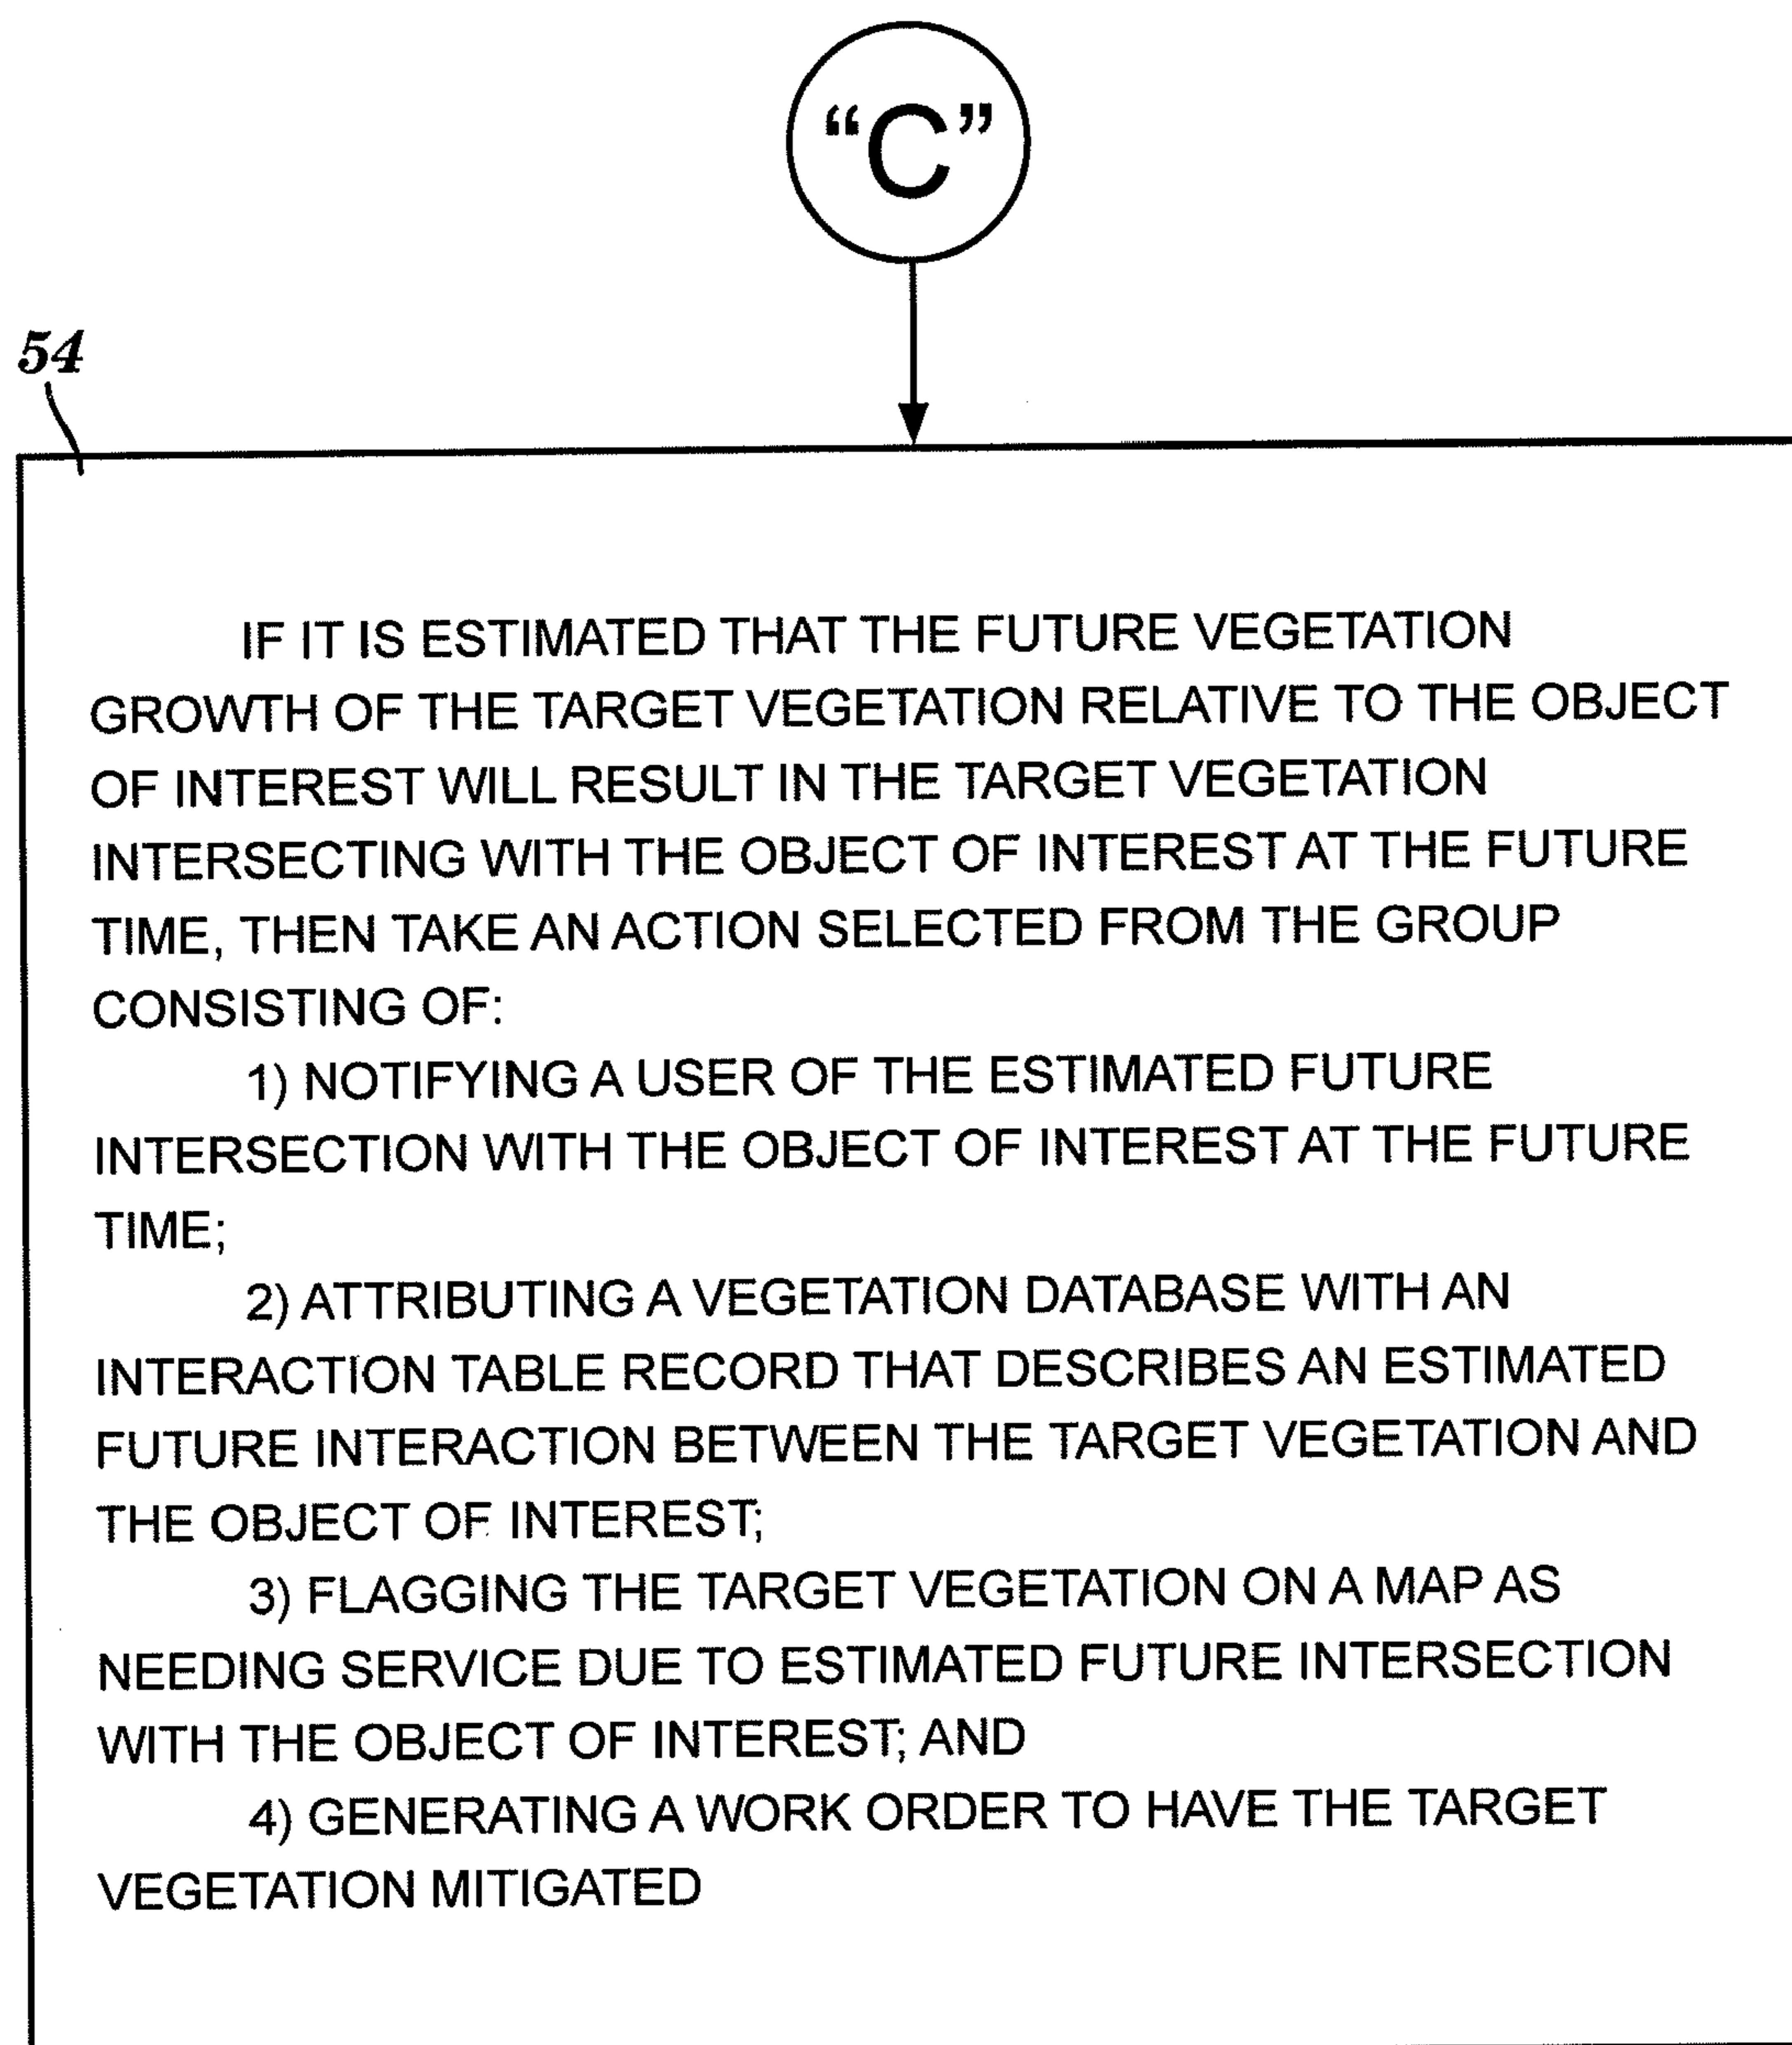 “C”
54
IF IT IS ESTIMATED THAT THE FUTURE VEGETATION
GROWTH OF THE TARGET VEGETATION RELATIVE TO THE OBJECT
OF INTEREST WILL RESULT IN THE TARGET VEGETATION
INTERSECTING WITH THE OBJECT OF INTEREST AT THE FUTURE
TIME, THEN TAKE AN ACTION SELECTED FROM THE GROUP
CONSISTING OF:
1) NOTIFYING A USER OF THE ESTIMATED FUTURE
INTERSECTION WITH THE OBJECT OF INTEREST AT THE FUTURE
TIME;
2) ATTRIBUTING A VEGETATION DATABASE WITH AN
INTERACTION TABLE RECORD THAT DESCRIBES AN ESTIMATED
FUTURE INTERACTION BETWEEN THE TARGET VEGETATION AND
THE OBJECT OF INTEREST;
3) FLAGGING THE TARGET VEGETATION ON A MAP AS
NEEDING SERVICE DUE TO ESTIMATED FUTURE INTERSECTION
WITH THE OBJECT OF INTEREST; AND
4) GENERATING A WORK ORDER TO HAVE THE TARGET
VEGETATION MITIGATED